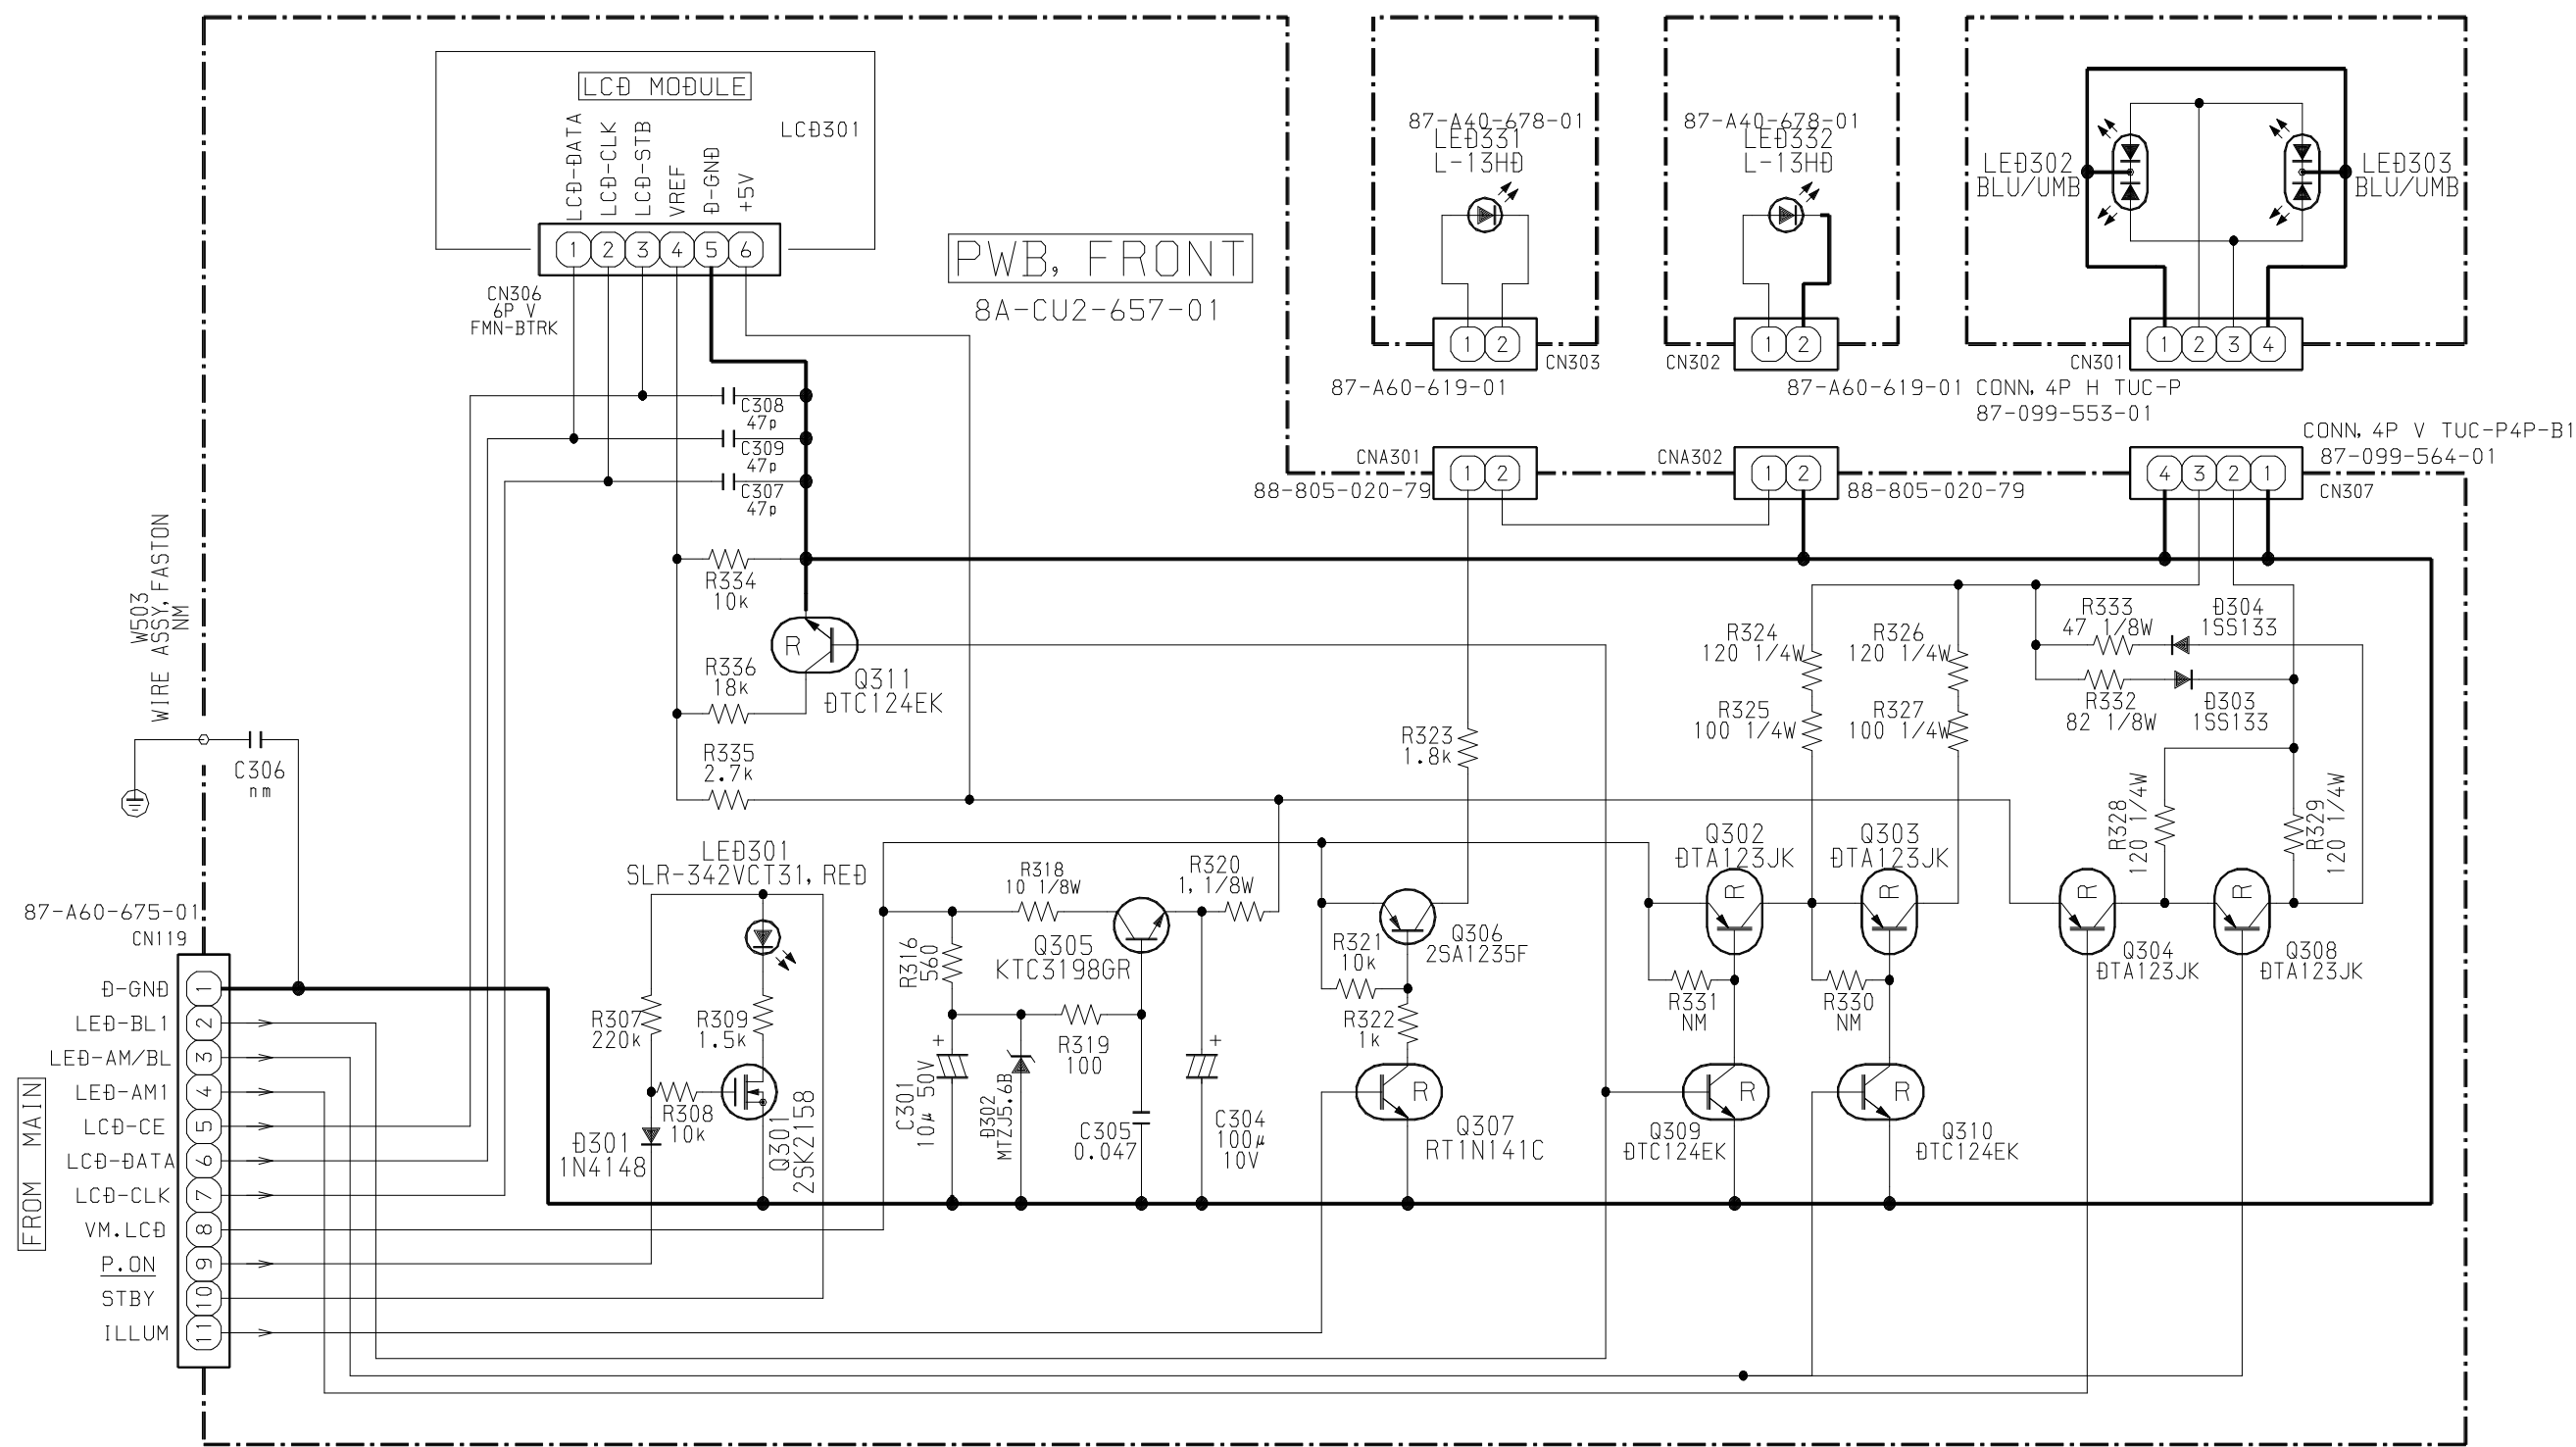 LCD MODULE
LCD301
LCD-DATA
LCD-CLK
LCD-STB
VREF
D-GND
+5V
1 2 3 4 5 6
CN306
6P V
FMN-BTRK
PWB, FRONT
8A-CU2-657-01
87-A40-678-01
LED331
L-13HD
1 2
CN303
87-A60-619-01
87-A40-678-01
LED332
L-13HD
1 2
CN302
87-A60-619-01
LED302
BLU/UMB
LED303
BLU/UMB
1 2 3 4
CN301
CONN, 4P H TUC-P
87-099-553-01
CNA301
1 2
88-805-020-79
CNA302
1 2
88-805-020-79
4 3 2 1
CONN, 4P V TUC-P4P-B1
87-099-564-01
CN307
C308
47p
C309
47p
C307
47p
W503
WIRE ASSY, FASTON
NM
C306
nm
R334
10k
R
Q311
DTC124EK
R336
18k
R335
2.7k
R323
1.8k
R324
120 1/4W
R325
100 1/4W
R326
120 1/4W
R327
100 1/4W
R333
47 1/8W
D304
1SS133
R332
82 1/8W
D303
1SS133
R328
120 1/4W
R329
120 1/4W
LED301
SLR-342VCT31, RED
R307
220k
R309
1.5k
R308
10k
D301
1N4148
Q301
2SK2158
R318
10 1/8W
R320
1, 1/8W
R316
560
Q305
KTC3198GR
R319
100
+
C301
10μ 50V
D302
MTZJ5.6B
C305
0.047
+
C304
100μ
10V
Q306
2SA1235F
R321
10k
R322
1k
R
Q307
RT1N141C
Q302
DTA123JK
R
Q303
DTA123JK
R
R331
NM
R330
NM
R
Q309
DTC124EK
R
Q310
DTC124EK
R
Q304
DTA123JK
R
Q308
DTA123JK
87-A60-675-01
CN119
FROM MAIN
D-GND 1
LED-BL1 2
LED-AM/BL 3
LED-AM1 4
LCD-CE 5
LCD-DATA 6
LCD-CLK 7
VM.LCD 8
P.ON 9
STBY 10
ILLUM 11